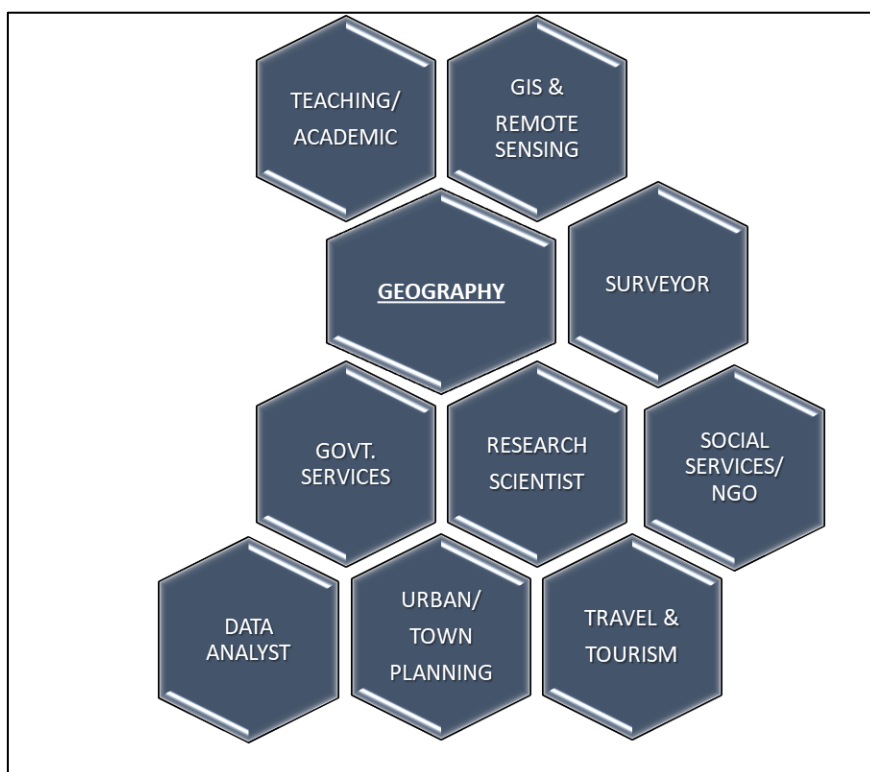 TEACHING/
ACADEMIC
GIS &
REMOTE
SENSING
GEOGRAPHY
SURVEYOR
GOVT.
SERVICES
RESEARCH
SCIENTIST
SOCIAL
SERVICES/
NGO
DATA
ANALYST
URBAN/
TOWN
PLANNING
TRAVEL &
TOURISM